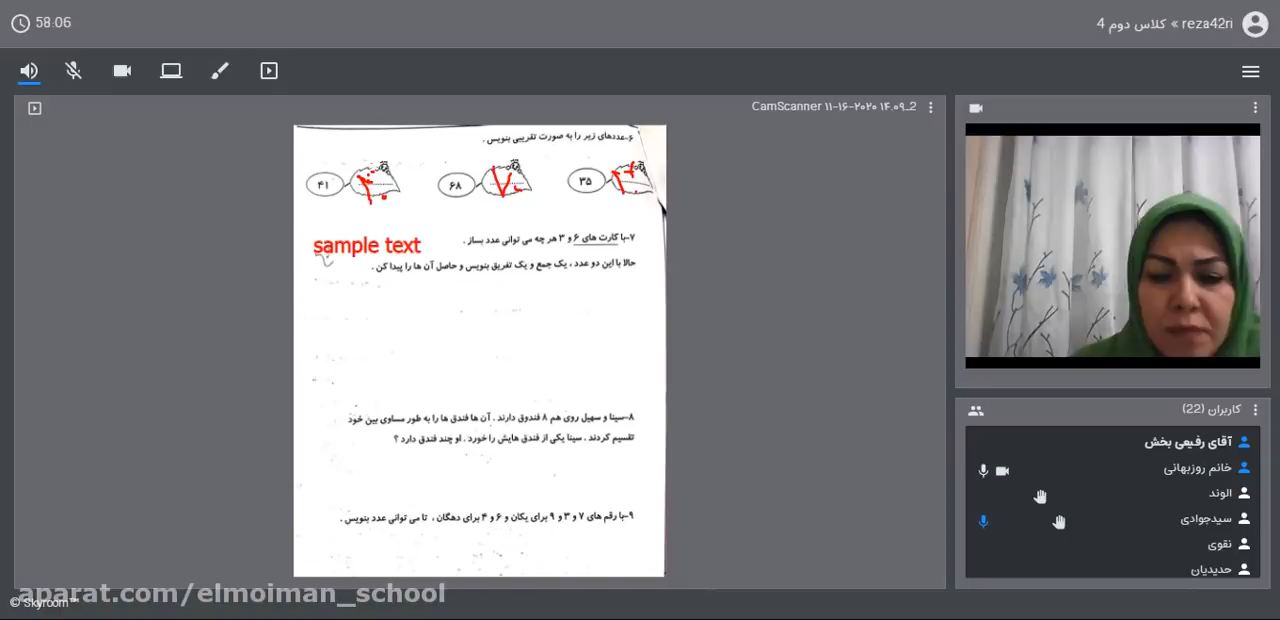 58:06
reza42ri » کلاس دوم 4
CamScanner ۱۱-۱۶-۲۰۲۰ ۱۴.۰۹_2
۶-عددهای زیر را به صورت تقریبی بنویس .
۳۵
۶۸
۴۱
۷-با کارت های ۶ و ۳ هر چه می توانی عدد بساز .
sample text
حالا با این دو عدد ، یک جمع و یک تفریق بنویس و حاصل آن ها را پیدا کن .
۸-سینا و سهیل روی هم ۸ فندوق دارند . آن ها فندق ها را به طور مساوی بین خود
تقسیم کردند . سینا یکی از فندق هایش را خورد . او چند فندق دارد ؟
۹-با رقم های ۷ و ۳ و ۹ برای یکان و ۶ و ۴ برای دهگان ، تا می توانی عدد بنویس .
کاربران (22)
آقای رفیعی بخش
خانم روزبهانی
الوند
سیدجوادی
نقوی
حدیدیان
aparat.com/elmoiman_school
© Skyroom™